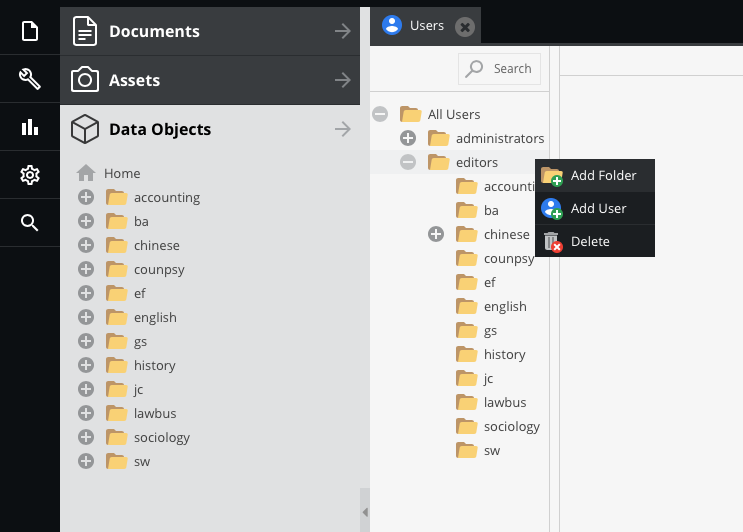 Documents
Assets
Data Objects
Home
accounting
ba
chinese
counpsy
ef
english
gs
history
jc
lawbus
sociology
sw
Users
Search
All Users
administrators
editors
accounti
ba
chinese
counpsy
ef
english
gs
history
jc
lawbus
sociology
sw
Add Folder
Add User
Delete